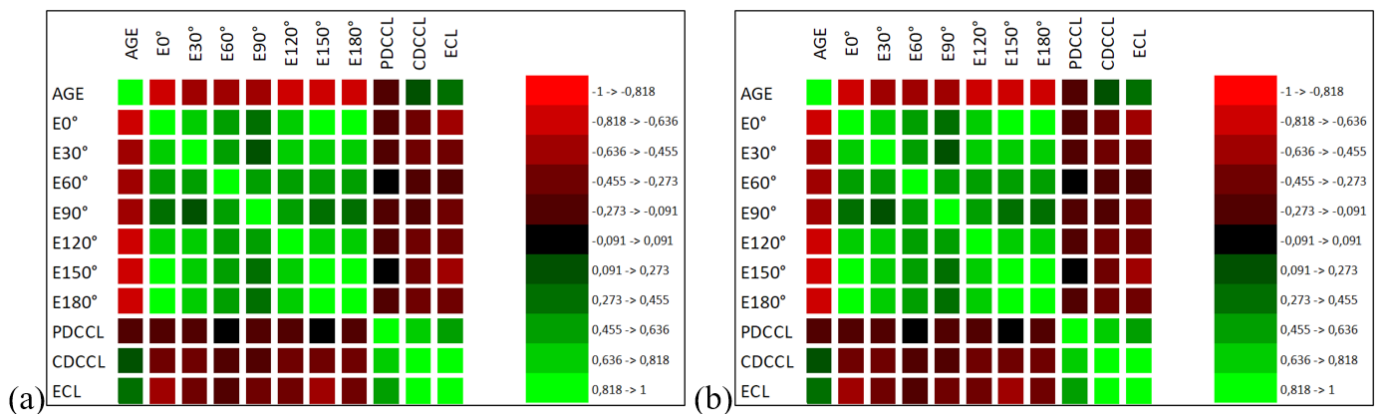 AGE E0° E30° E60° E90° E120° E150° E180° PDCCL CDCCL ECL
AGE
E0°
E30°
E60°
E90°
E120°
E150°
E180°
PDCCL
CDCCL
ECL
-1 -> -0,818
-0,818 -> -0,636
-0,636 -> -0,455
-0,455 -> -0,273
-0,273 -> -0,091
-0,091 -> 0,091
0,091 -> 0,273
0,273 -> 0,455
0,455 -> 0,636
0,636 -> 0,818
0,818 -> 1
(a)
AGE E0° E30° E60° E90° E120° E150° E180° PDCCL CDCCL ECL
AGE
E0°
E30°
E60°
E90°
E120°
E150°
E180°
PDCCL
CDCCL
ECL
-1 -> -0,818
-0,818 -> -0,636
-0,636 -> -0,455
-0,455 -> -0,273
-0,273 -> -0,091
-0,091 -> 0,091
0,091 -> 0,273
0,273 -> 0,455
0,455 -> 0,636
0,636 -> 0,818
0,818 -> 1
(b)